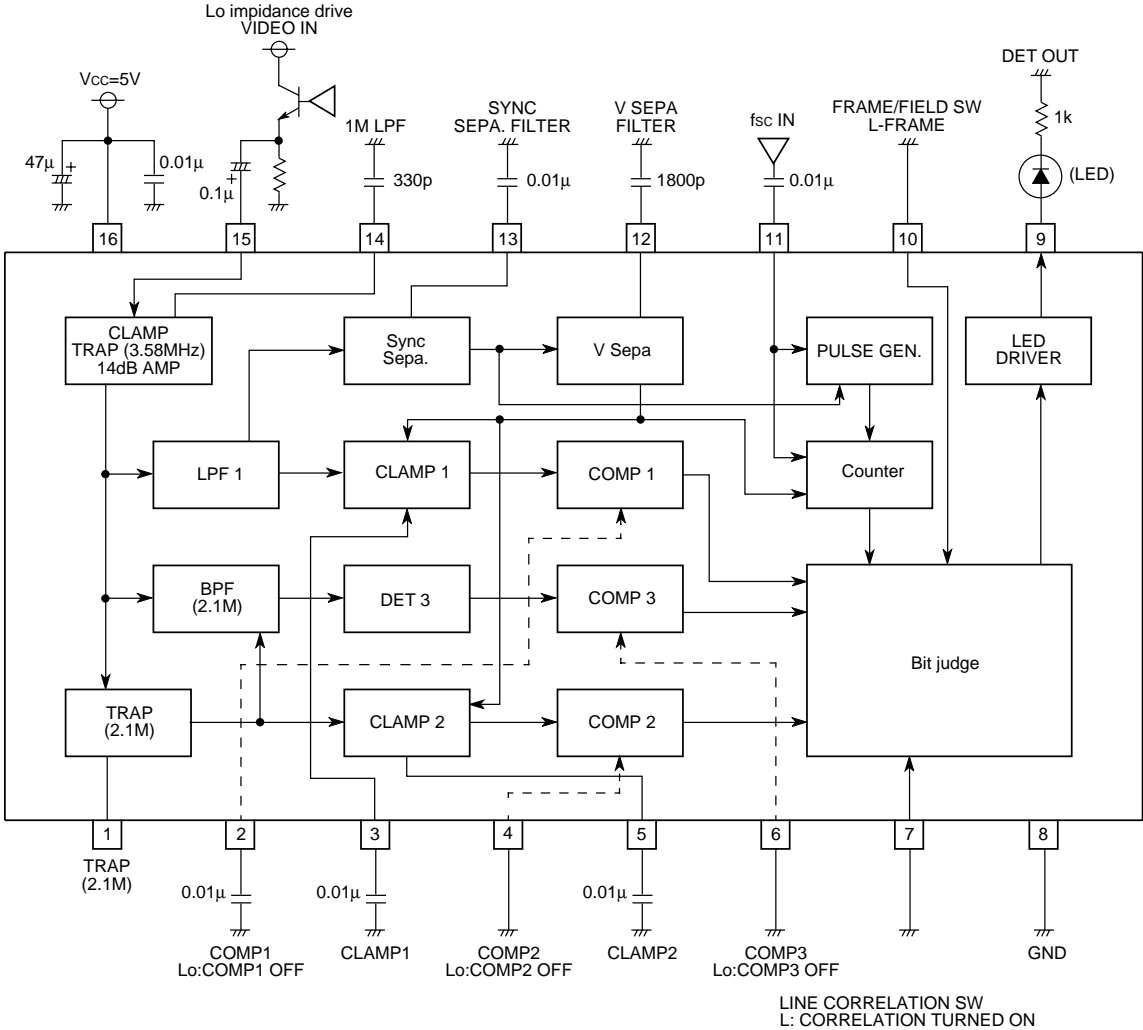 Lo impidance drive
VIDEO IN
VCC=5V
47μ
+
0.01μ
0.1μ
+
1M LPF
330p
SYNC
SEPA. FILTER
0.01μ
V SEPA
FILTER
1800p
fSC IN
0.01μ
FRAME/FIELD SW
L-FRAME
DET OUT
1k
(LED)
16
15
14
13
12
11
10
9
CLAMP
TRAP (3.58MHz)
14dB AMP
Sync
Sepa.
V Sepa
PULSE GEN.
LED
DRIVER
LPF 1
CLAMP 1
COMP 1
Counter
BPF
(2.1M)
DET 3
COMP 3
Bit judge
TRAP
(2.1M)
CLAMP 2
COMP 2
1
2
3
4
5
6
7
8
TRAP
(2.1M)
0.01μ
COMP1
Lo:COMP1 OFF
0.01μ
CLAMP1
COMP2
Lo:COMP2 OFF
0.01μ
CLAMP2
COMP3
Lo:COMP3 OFF
GND
LINE CORRELATION SW
L: CORRELATION TURNED ON